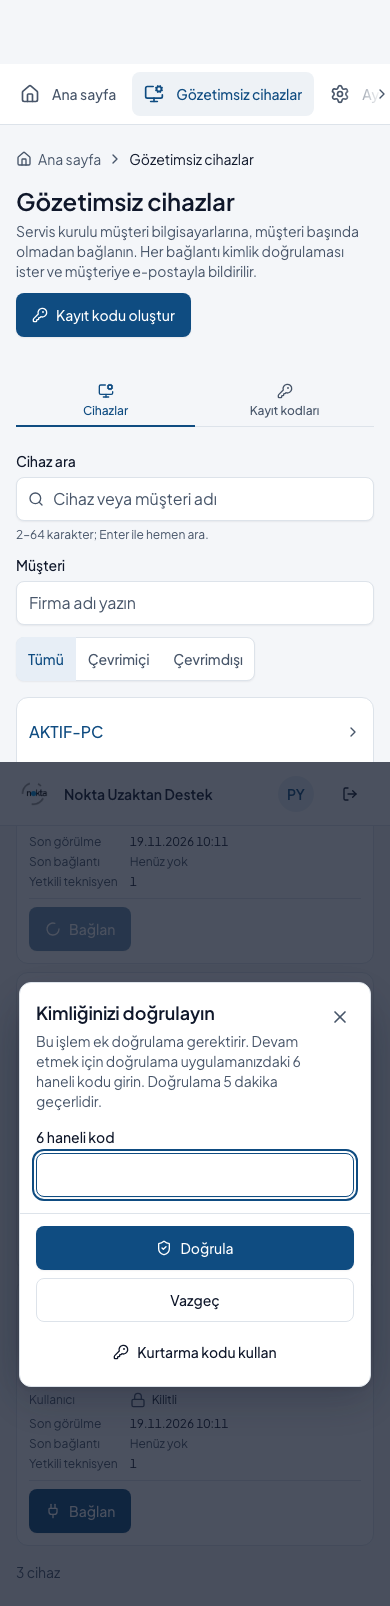 Ana sayfa
Gözetimsiz cihazlar
Ay
Ana sayfa > Gözetimsiz cihazlar
Gözetimsiz cihazlar
Servis kurulu müşteri bilgisayarlarına, müşteri başında
olmadan bağlanın. Her bağlantı kimlik doğrulaması
ister ve müşteriye e-postayla bildirilir.
Kayıt kodu oluştur
Cihazlar
Kayıt kodları
Cihaz ara
Cihaz veya müşteri adı
2–64 karakter; Enter ile hemen ara.
Müşteri
Firma adı yazın
Tümü
Çevrimiçi
Çevrimdışı
AKTIF-PC
nokta
Nokta Uzaktan Destek
PY
Son görülme 19.11.2026 10:11
Son bağlantı Henüz yok
Yetkili teknisyen 1
Bağlan
Kimliğinizi doğrulayın
Bu işlem ek doğrulama gerektirir. Devam
etmek için doğrulama uygulamanızdaki 6
haneli kodu girin. Doğrulama 5 dakika
geçerlidir.
6 haneli kod
Doğrula
Vazgeç
Kurtarma kodu kullan
Kullanıcı Kilitli
Son görülme 19.11.2026 10:11
Son bağlantı Henüz yok
Yetkili teknisyen 1
Bağlan
3 cihaz